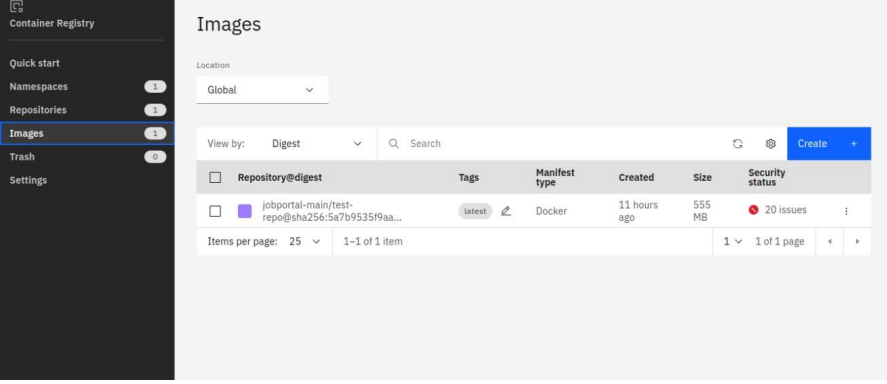 Container Registry
Quick start
Namespaces 1
Repositories 1
Images 1
Trash 0
Settings
Images
Location
Global
View by: Digest Search Create +
Repository@digest Tags Manifest type Created Size Security status
jobportal-main/test-
repo@sha256:5a7b9535f9aa... latest Docker 11 hours ago 555 MB 20 issues
Items per page: 25 1–1 of 1 item 1 1 of 1 page